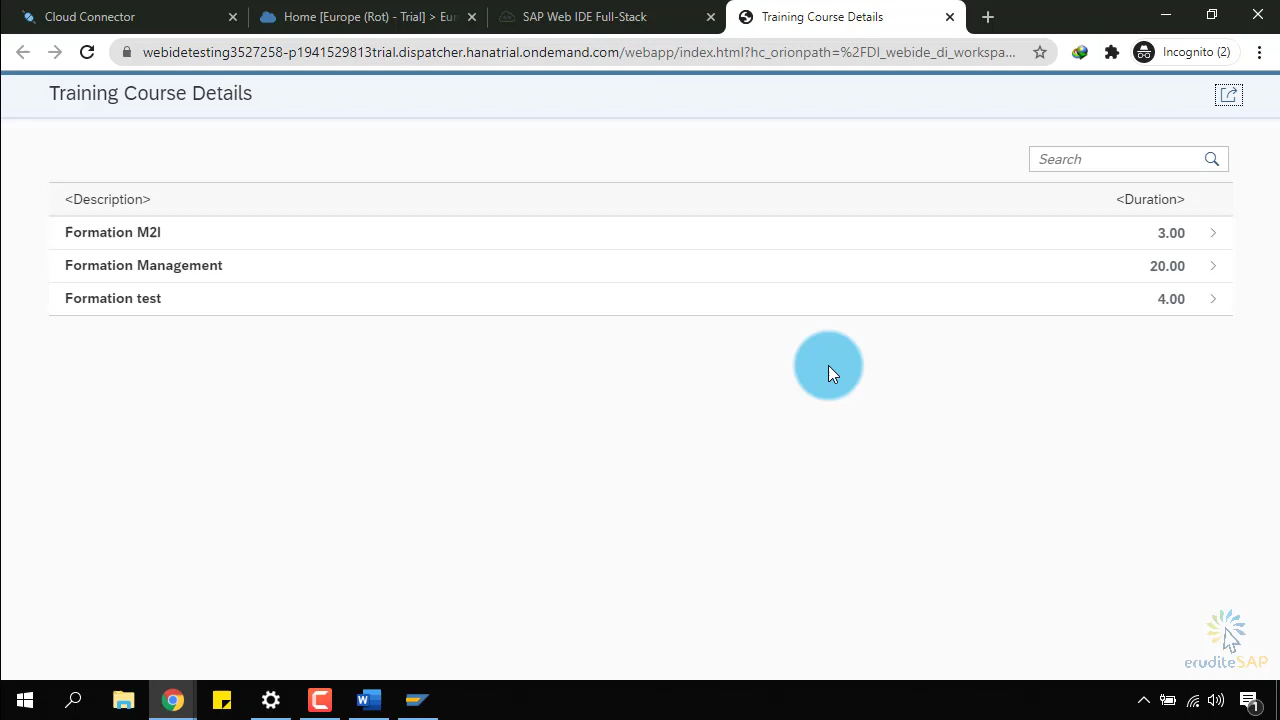 Cloud Connector
Home [Europe (Rot) - Trial] > Eur
SAP Web IDE Full-Stack
Training Course Details
webidetesting3527258-p1941529813trial.dispatcher.hanatrial.ondemand.com/webapp/index.html?hc_orionpath=%2FDI_webide_di_workspa...
Incognito (2)
Training Course Details
Search
<Description>
<Duration>
Formation M2I
3.00
Formation Management
20.00
Formation test
4.00
eruditeSAP
1